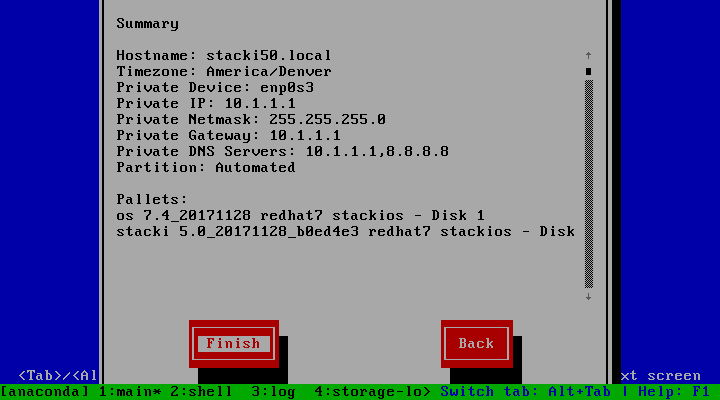 Summary
Hostname: stacki50.local
Timezone: America/Denver
Private Device: enp0s3
Private IP: 10.1.1.1
Private Netmask: 255.255.255.0
Private Gateway: 10.1.1.1
Private DNS Servers: 10.1.1.1,8.8.8.8
Partition: Automated
Pallets:
os 7.4_20171128 redhat7 stackios - Disk 1
stacki 5.0_20171128_b0ed4e3 redhat7 stackios - Disk
Finish Back
<Tab>/<Al xt screen
[anaconda] 1:main* 2:shell 3:log 4:storage-lo> Switch tab: Alt+Tab | Help: F1